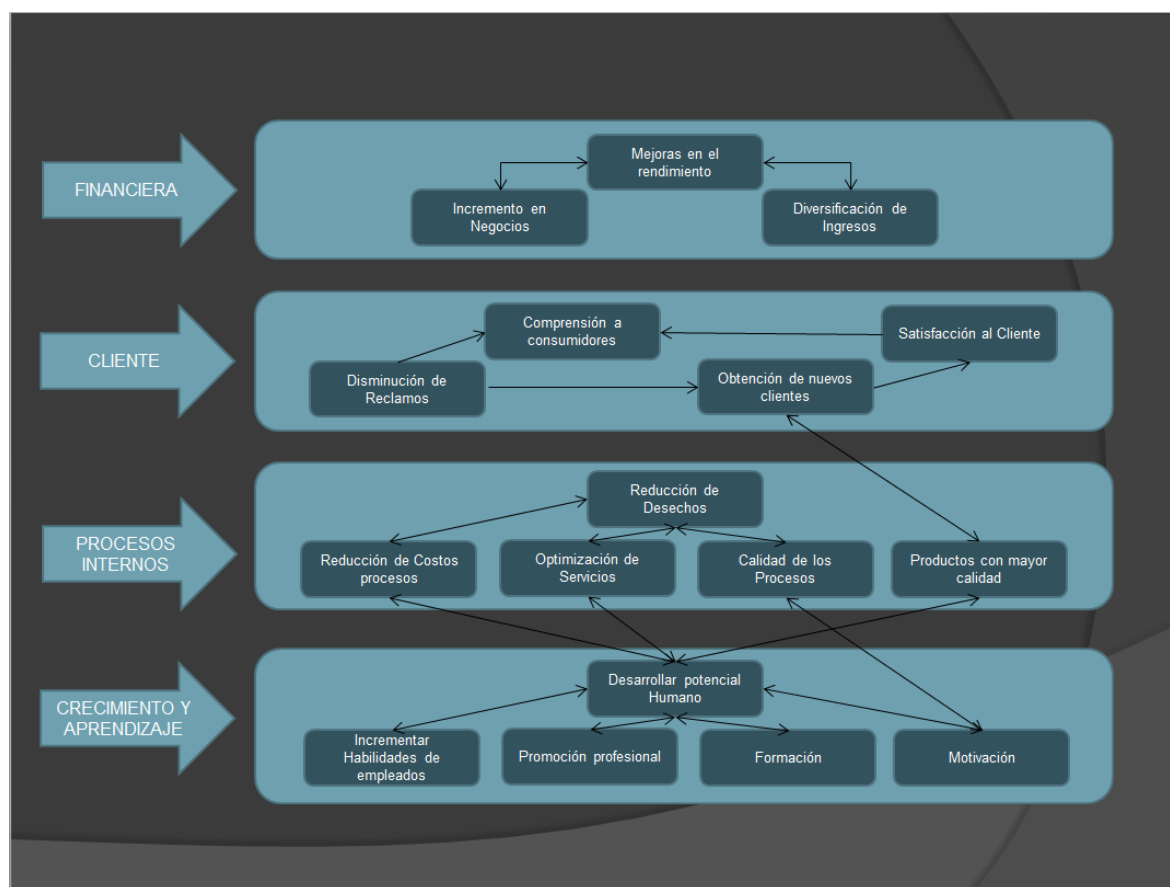 FINANCIERA
Mejoras en el
rendimiento
Incremento en
Negocios
Diversificación de
Ingresos
CLIENTE
Comprensión a
consumidores
Satisfacción al Cliente
Disminución de
Reclamos
Obtención de nuevos
clientes
PROCESOS
INTERNOS
Reducción de
Desechos
Reducción de Costos
procesos
Optimización de
Servicios
Calidad de los
Procesos
Productos con mayor
calidad
CRECIMIENTO Y
APRENDIZAJE
Desarrollar potencial
Humano
Incrementar
Habilidades de
empleados
Promoción profesional
Formación
Motivación